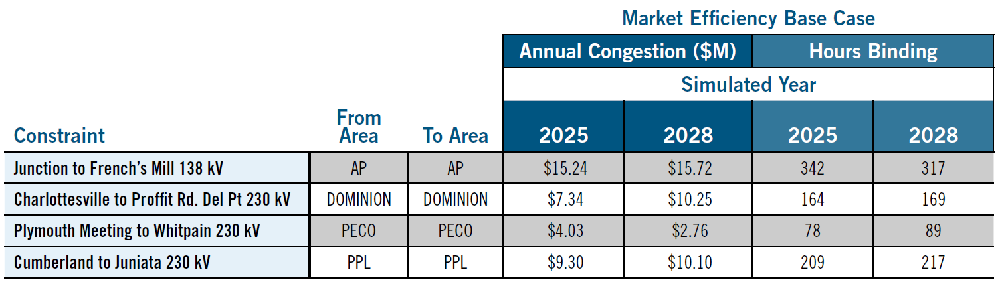 Market Efficiency Base Case
Annual Congestion ($M) Hours Binding
Simulated Year
Constraint From Area To Area 2025 2028 2025 2028
Junction to French’s Mill 138 kV AP AP $15.24 $15.72 342 317
Charlottesville to Proffit Rd. Del Pt 230 kV DOMINION DOMINION $7.34 $10.25 164 169
Plymouth Meeting to Whitpain 230 kV PECO PECO $4.03 $2.76 78 89
Cumberland to Juniata 230 kV PPL PPL $9.30 $10.10 209 217